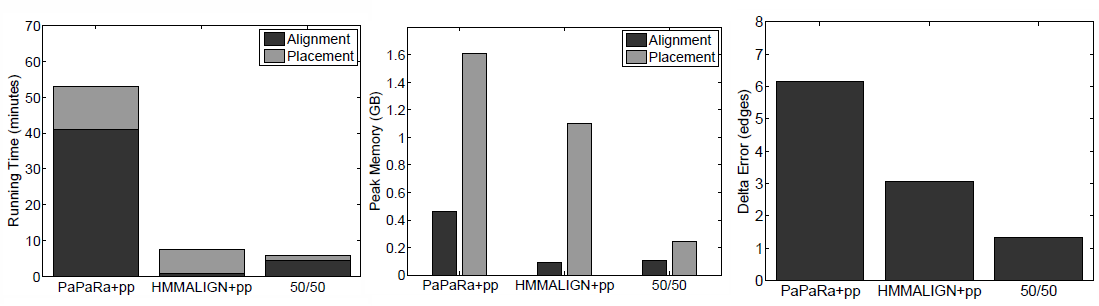 70
60
50
40
30
20
10
0
Running Time (minutes)
Alignment
Placement
PaPaRa+pp HMMALIGN+pp 50/50
1.6
1.4
1.2
1
0.8
0.6
0.4
0.2
0
Peak Memory (GB)
Alignment
Placement
PaPaRa+pp HMMALIGN+pp 50/50
8
7
6
5
4
3
2
1
0
Delta Error (edges)
PaPaRa+pp HMMALIGN+pp 50/50